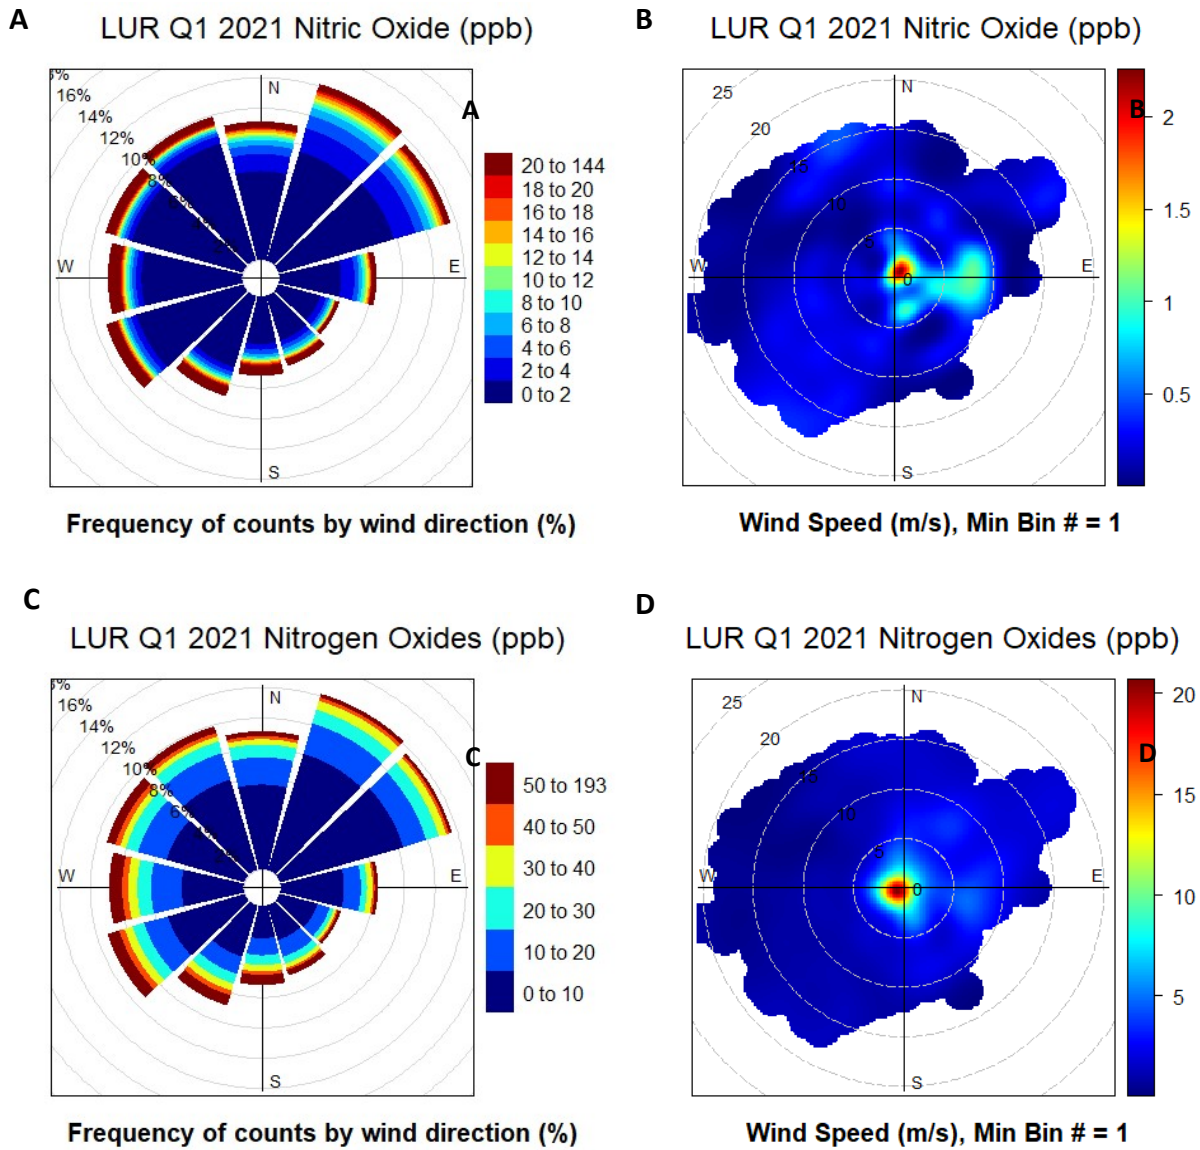 A
LUR Q1 2021 Nitric Oxide (ppb)
%
16%
14%
12%
10%
8%
N
W
E
S
A
20 to 144
18 to 20
16 to 18
14 to 16
12 to 14
10 to 12
8 to 10
6 to 8
4 to 6
2 to 4
0 to 2
Frequency of counts by wind direction (%)
B
LUR Q1 2021 Nitric Oxide (ppb)
25
20
15
10
5
0
N
W
E
S
B
2
1.5
1
0.5
Wind Speed (m/s), Min Bin # = 1
C
LUR Q1 2021 Nitrogen Oxides (ppb)
%
16%
14%
12%
10%
8%
6%
N
W
E
S
C
50 to 193
40 to 50
30 to 40
20 to 30
10 to 20
0 to 10
Frequency of counts by wind direction (%)
D
LUR Q1 2021 Nitrogen Oxides (ppb)
25
20
15
10
5
0
N
W
E
S
D
20
15
10
5
Wind Speed (m/s), Min Bin # = 1